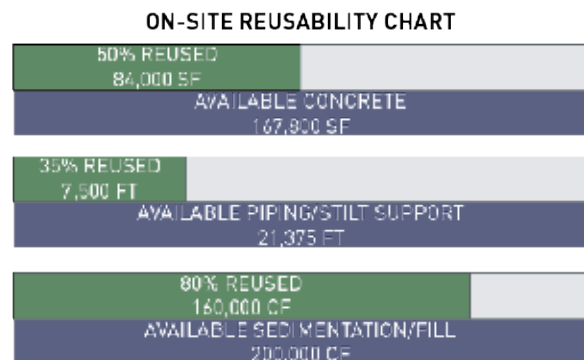 ON-SITE REUSABILITY CHART
50% REUSED
84,000 SF
AVAILABLE CONCRETE
167,800 SF
35% REUSED
7,500 FT
AVAILABLE PIPING/STILT SUPPORT
21,375 FT
80% REUSED
160,000 CF
AVAILABLE SEDIMENTATION/FILL
200,000 CF